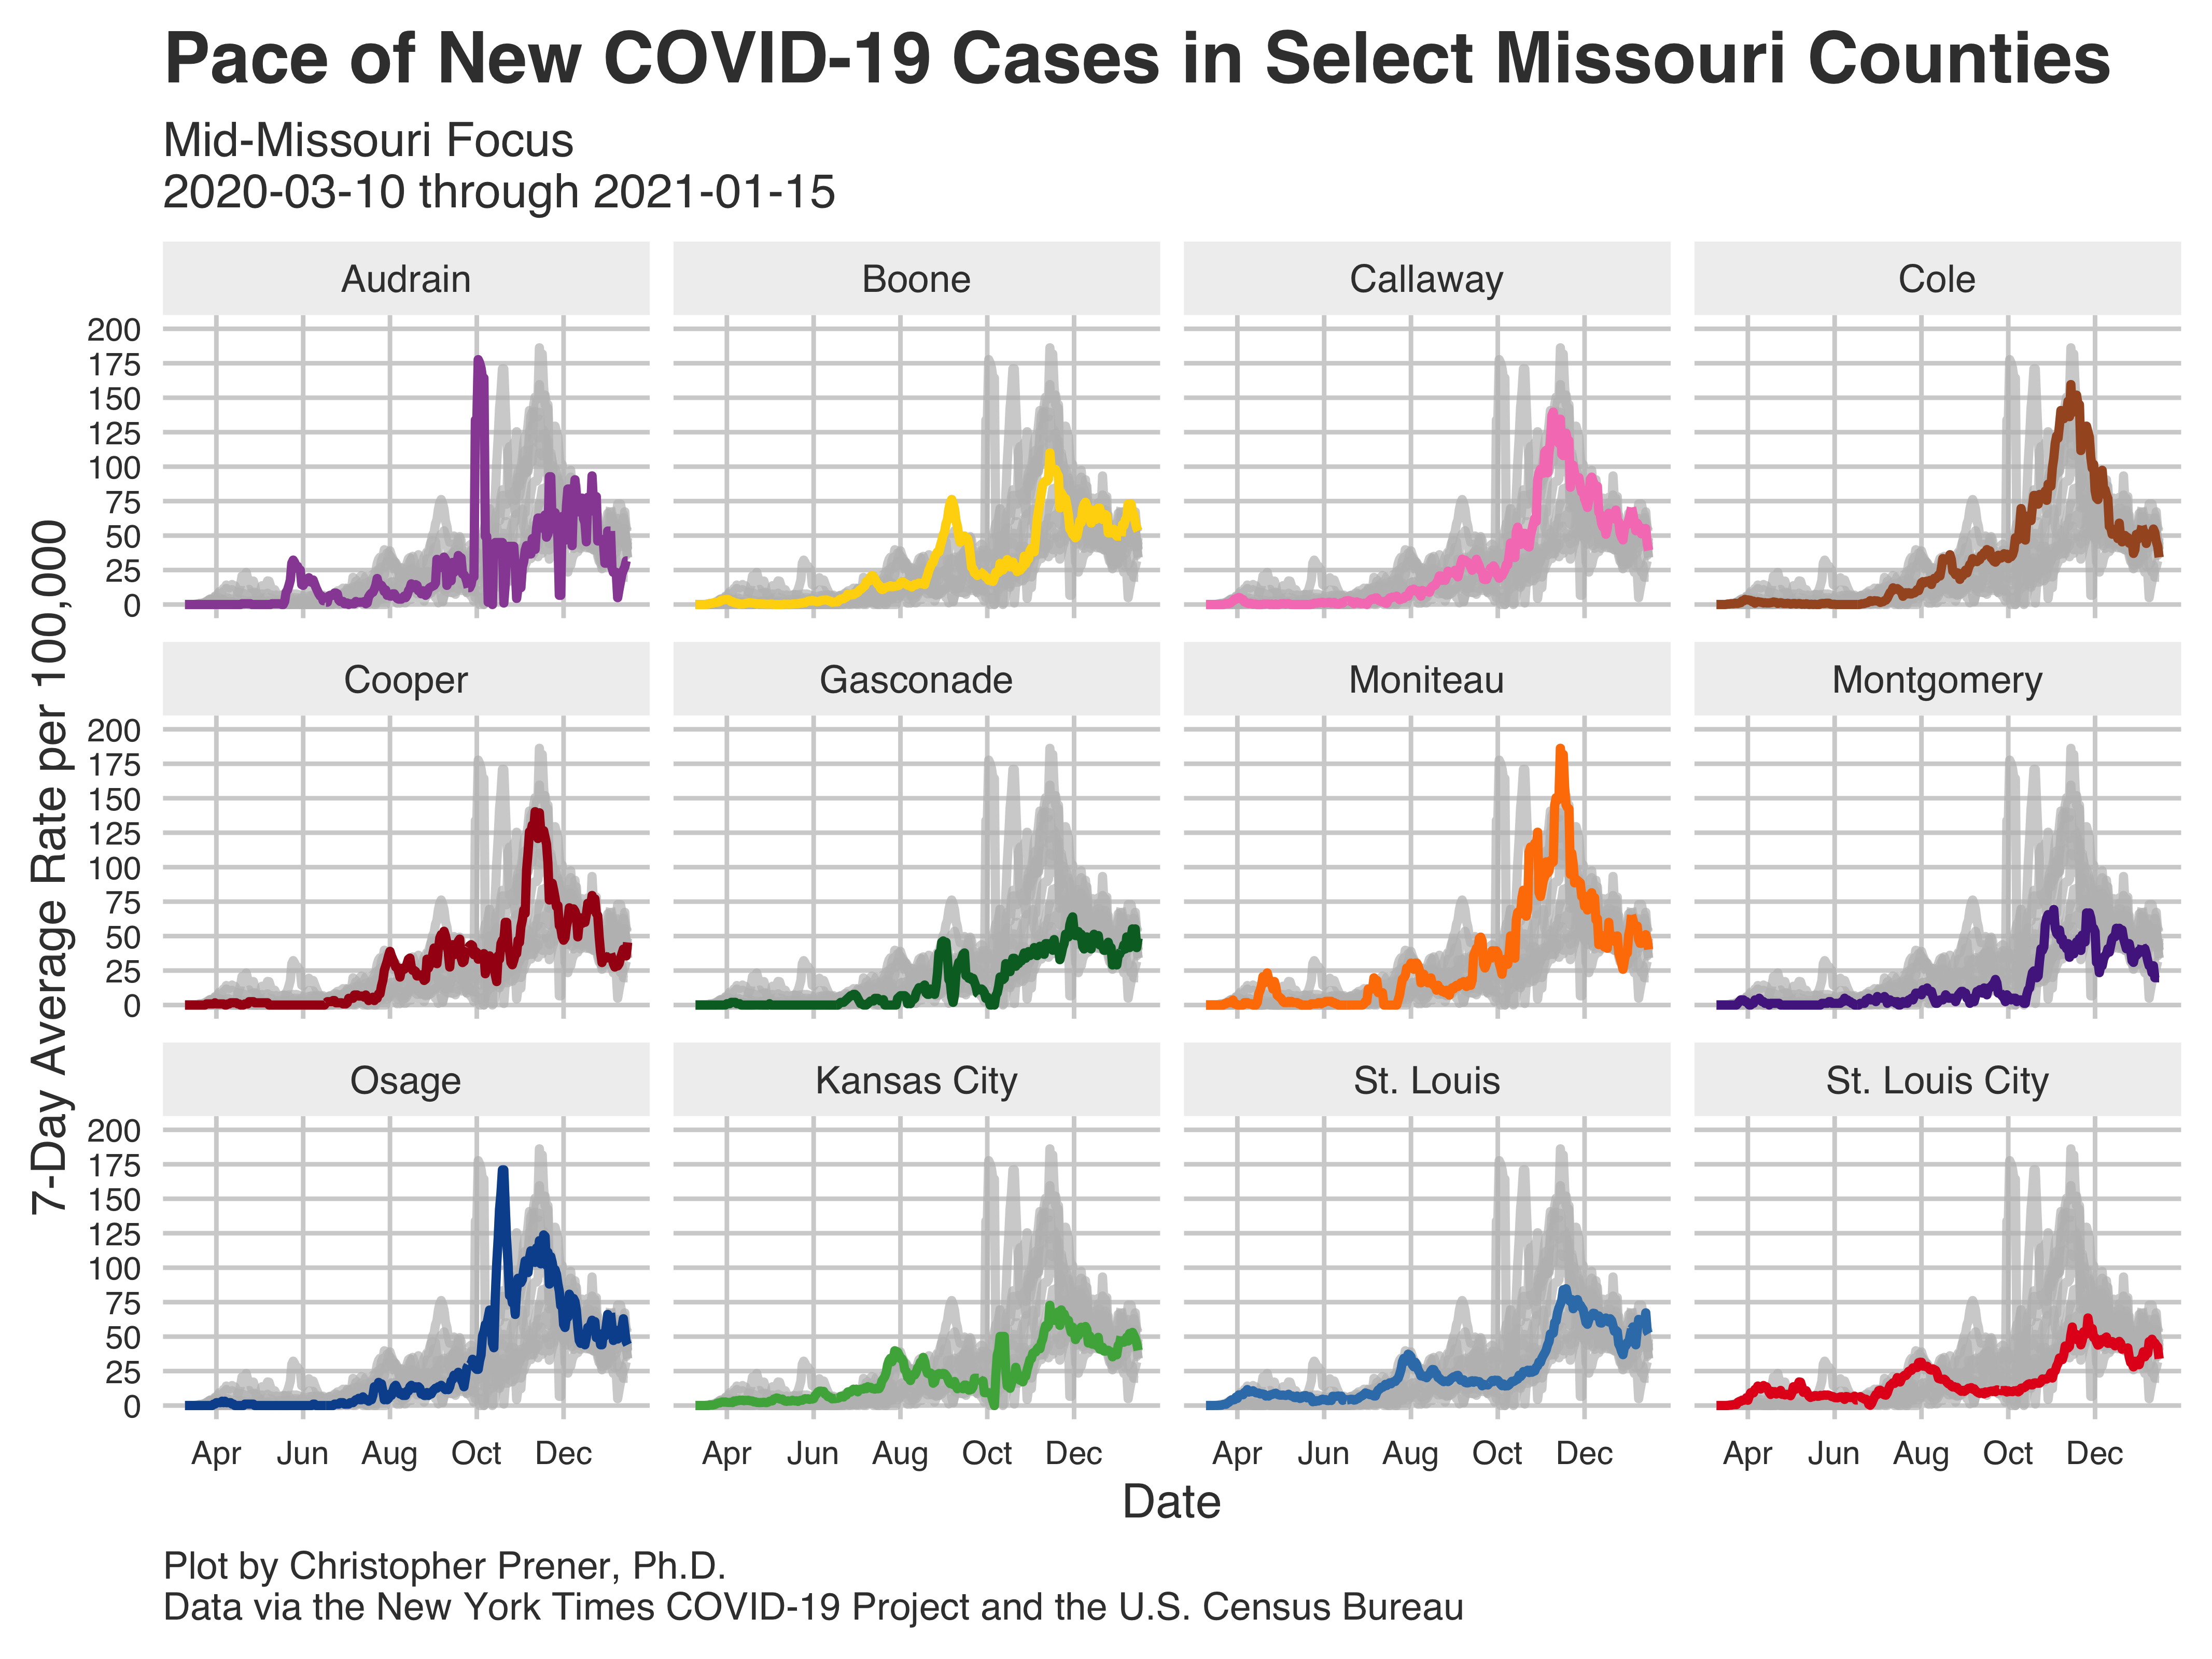 Pace of New COVID-19 Cases in Select Missouri Counties
Mid-Missouri Focus
2020-03-10 through 2021-01-15
Audrain
Boone
Callaway
Cole
200
175
150
125
100
75
50
25
0
Cooper
Gasconade
Moniteau
Montgomery
200
175
150
125
100
75
50
25
0
Osage
Kansas City
St. Louis
St. Louis City
200
175
150
125
100
75
50
25
0
7-Day Average Rate per 100,000
Apr Jun Aug Oct Dec
Apr Jun Aug Oct Dec
Apr Jun Aug Oct Dec
Apr Jun Aug Oct Dec
Date
Plot by Christopher Prener, Ph.D.
Data via the New York Times COVID-19 Project and the U.S. Census Bureau